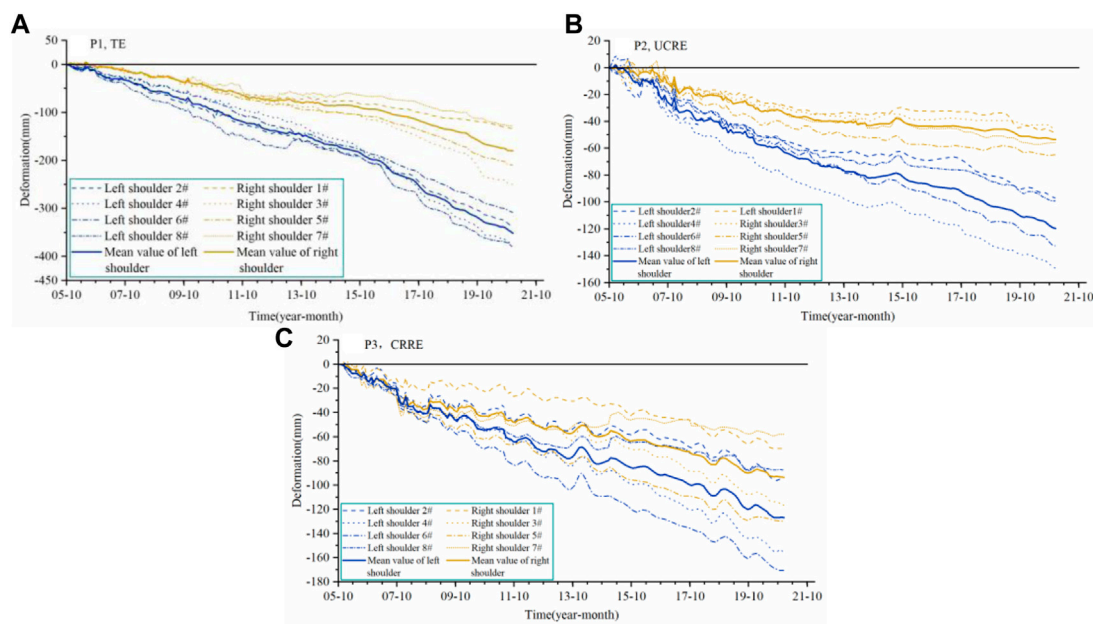 A
P1, TE
50
0
-100
-200
-300
-400
-450
Deformation(mm)
Left shoulder 2#
Right shoulder 1#
Left shoulder 4#
Right shoulder 3#
Left shoulder 6#
Right shoulder 5#
Left shoulder 8#
Right shoulder 7#
Mean value of left shoulder
Mean value of right shoulder
05-10 07-10 09-10 11-10 13-10 15-10 17-10 19-10 21-10
Time(year-month)
B
P2, UCRE
20
0
-20
-40
-60
-80
-100
-120
-140
-160
Deformation(mm)
Left shoulder2#
Left shoulder1#
Left shoulder4#
Right shoulder3#
Left shoulder6#
Right shoulder5#
Left shoulder8#
Right shoulder7#
Mean value of left shoulder
Mean value of right shoulder
05-10 07-10 09-10 11-10 13-10 15-10 17-10 19-10 21-10
Time(year-month)
C
P3, CRRE
20
0
-20
-40
-60
-80
-100
-120
-140
-160
-180
Deformation(mm)
Left shoulder 2#
Right shoulder 1#
Left shoulder 4#
Right shoulder 3#
Left shoulder 6#
Right shoulder 5#
Left shoulder 8#
Right shoulder 7#
Mean value of left shoulder
Mean value of right shoulder
05-10 07-10 09-10 11-10 13-10 15-10 17-10 19-10 21-10
Time(year-month)